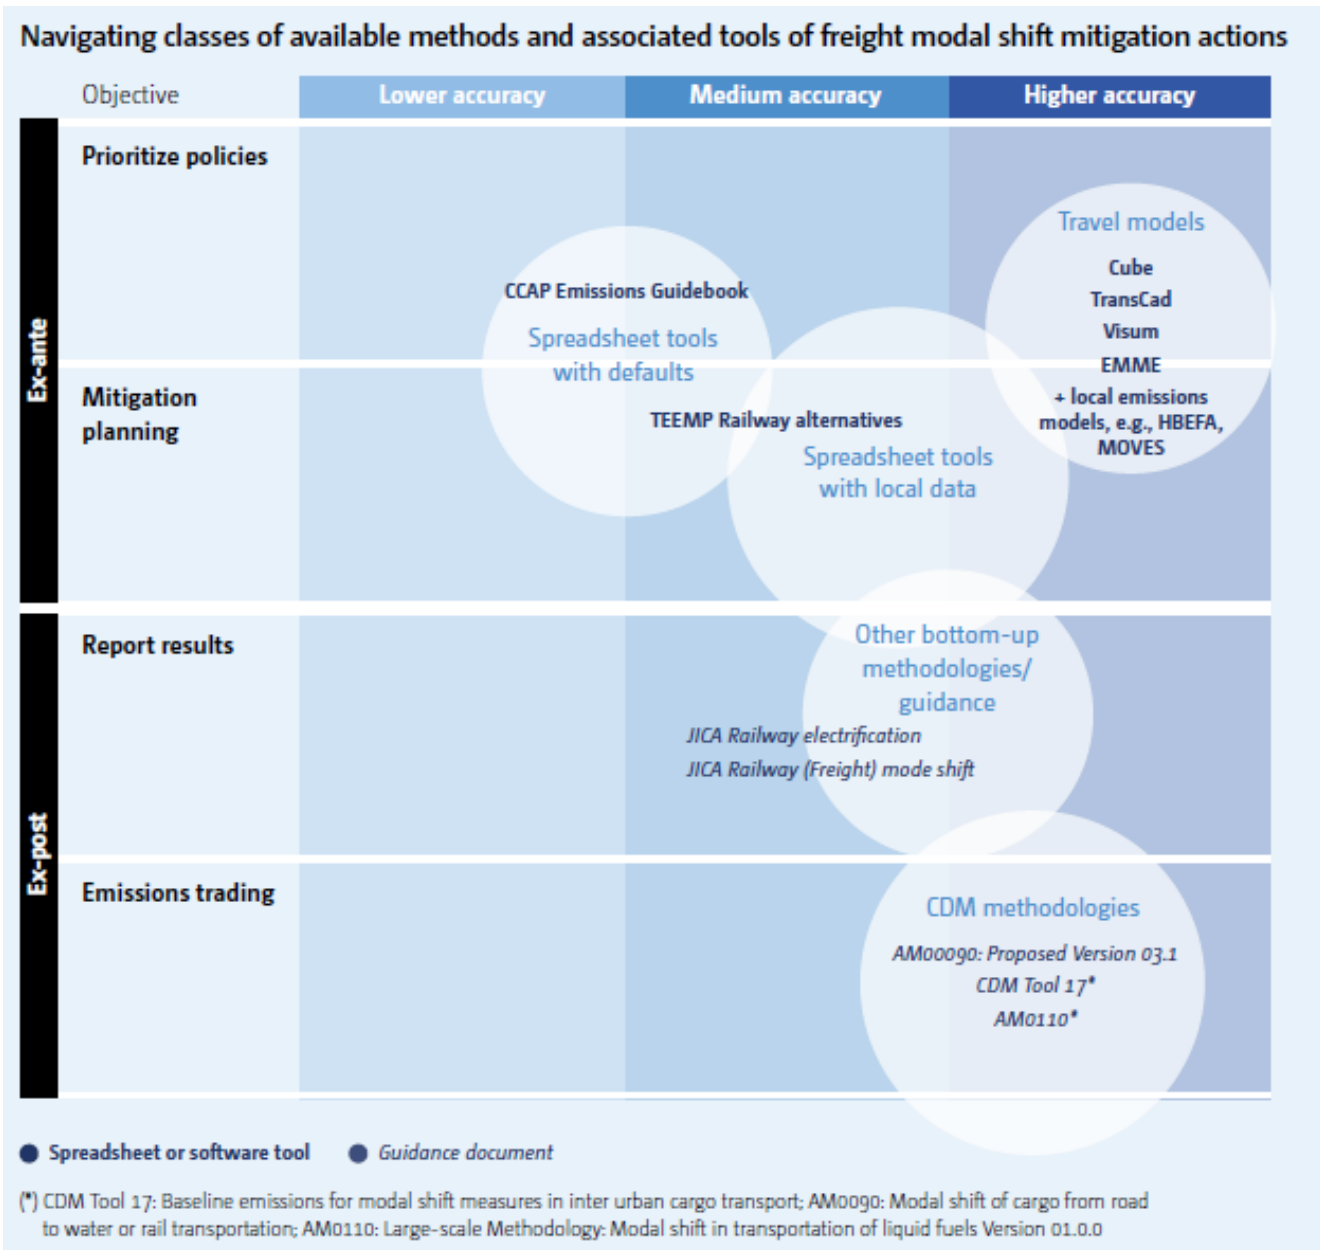 Navigating classes of available methods and associated tools of freight modal shift mitigation actions
Objective
Lower accuracy
Medium accuracy
Higher accuracy
Ex-ante
Prioritize policies
Travel models
Cube
TransCad
Visum
EMME
+ local emissions
models, e.g., HBEFA,
MOVES
CCAP Emissions Guidebook
Spreadsheet tools
with defaults
Mitigation
planning
TEEMP Railway alternatives
Spreadsheet tools
with local data
Ex-post
Report results
Other bottom-up
methodologies/
guidance
JICA Railway electrification
JICA Railway (Freight) mode shift
Emissions trading
CDM methodologies
AM00090: Proposed Version 03.1
CDM Tool 17*
AM0110*
Spreadsheet or software tool
Guidance document
(*) CDM Tool 17: Baseline emissions for modal shift measures in inter urban cargo transport; AM0090: Modal shift of cargo from road
to water or rail transportation; AM0110: Large-scale Methodology: Modal shift in transportation of liquid fuels Version 01.0.0